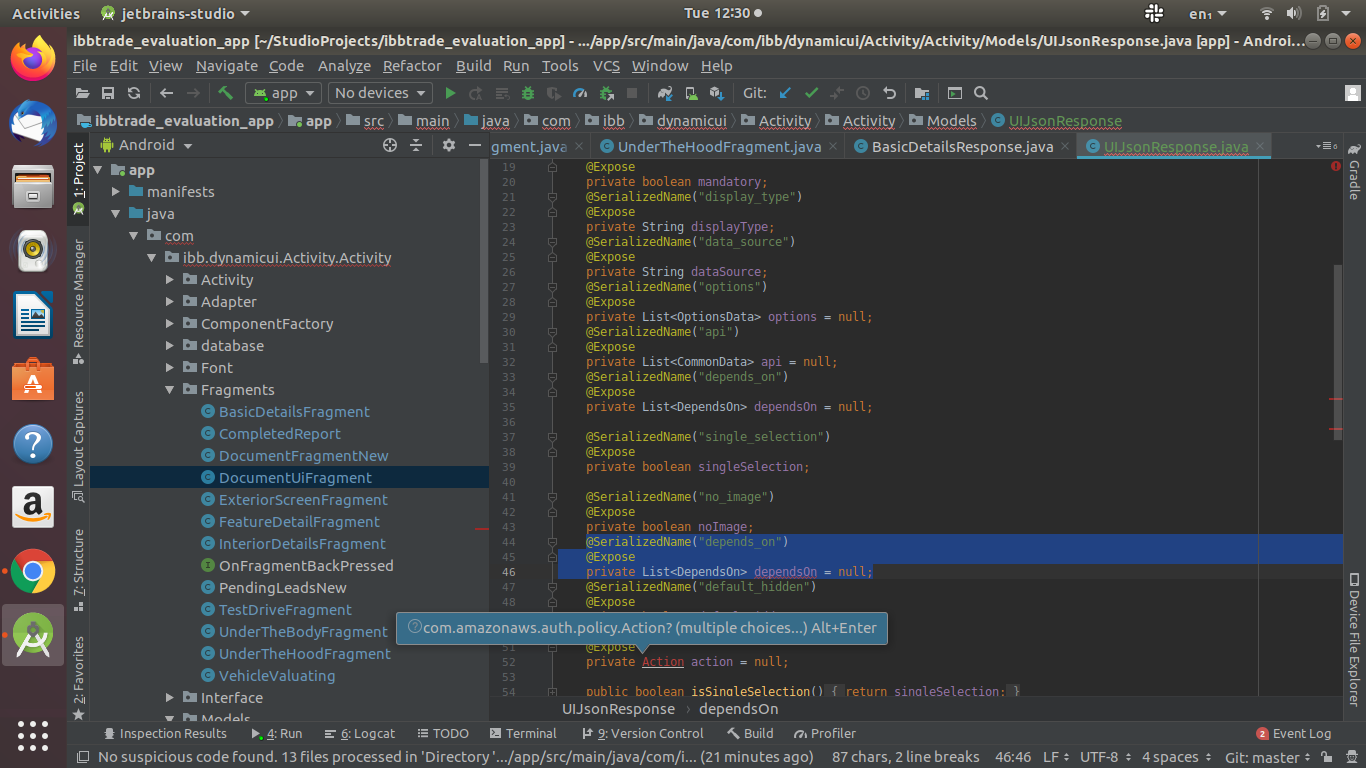 Activities jetbrains-studio Tue 12:30 en₁
ibbtrade_evaluation_app [~/StudioProjects/ibbtrade_evaluation_app] - .../app/src/main/java/com/ibb/dynamicui/Activity/Activity/Models/UIJsonResponse.java [app] - Androi...
File Edit View Navigate Code Analyze Refactor Build Run Tools VCS Window Help
app No devices Git:
ibbtrade_evaluation_app app src main java com ibb dynamicui Activity Activity Models UIJsonResponse
Android gment.java UnderTheHoodFragment.java BasicDetailsResponse.java UIJsonResponse.java 6
1: Project
Resource Manager
Layout Captures
7: Structure
2: Favorites
app
manifests
java
com
ibb.dynamicui.Activity.Activity
Activity
Adapter
ComponentFactory
database
Font
Fragments
BasicDetailsFragment
CompletedReport
DocumentFragmentNew
DocumentUiFragment
ExteriorScreenFragment
FeatureDetailFragment
InteriorDetailsFragment
OnFragmentBackPressed
PendingLeadsNew
TestDriveFragment
UnderTheBodyFragment
UnderTheHoodFragment
VehicleValuating
Interface
Models
19 @Expose
20 private boolean mandatory;
21 @SerializedName("display_type")
22 @Expose
23 private String displayType;
24 @SerializedName("data_source")
25 @Expose
26 private String dataSource;
27 @SerializedName("options")
28 @Expose
29 private List<OptionsData> options = null;
30 @SerializedName("api")
31 @Expose
32 private List<CommonData> api = null;
33 @SerializedName("depends_on")
34 @Expose
35 private List<DependsOn> dependsOn = null;
36
37 @SerializedName("single_selection")
38 @Expose
39 private boolean singleSelection;
40
41 @SerializedName("no_image")
42 @Expose
43 private boolean noImage;
44 @SerializedName("depends_on")
45 @Expose
46 private List<DependsOn> dependsOn = null;
47 @SerializedName("default_hidden")
48 @Expose
com.amazonaws.auth.policy.Action? (multiple choices...) Alt+Enter
51 @Expose
52 private Action action = null;
53
54 public boolean isSingleSelection() { return singleSelection; }
UIJsonResponse dependsOn
Gradle
Device File Explorer
Inspection Results 4: Run 6: Logcat TODO Terminal 9: Version Control Build Profiler 2 Event Log
No suspicious code found. 13 files processed in 'Directory '.../app/src/main/java/com/i... (21 minutes ago) 87 chars, 2 line breaks 46:46 LF UTF-8 4 spaces Git: master